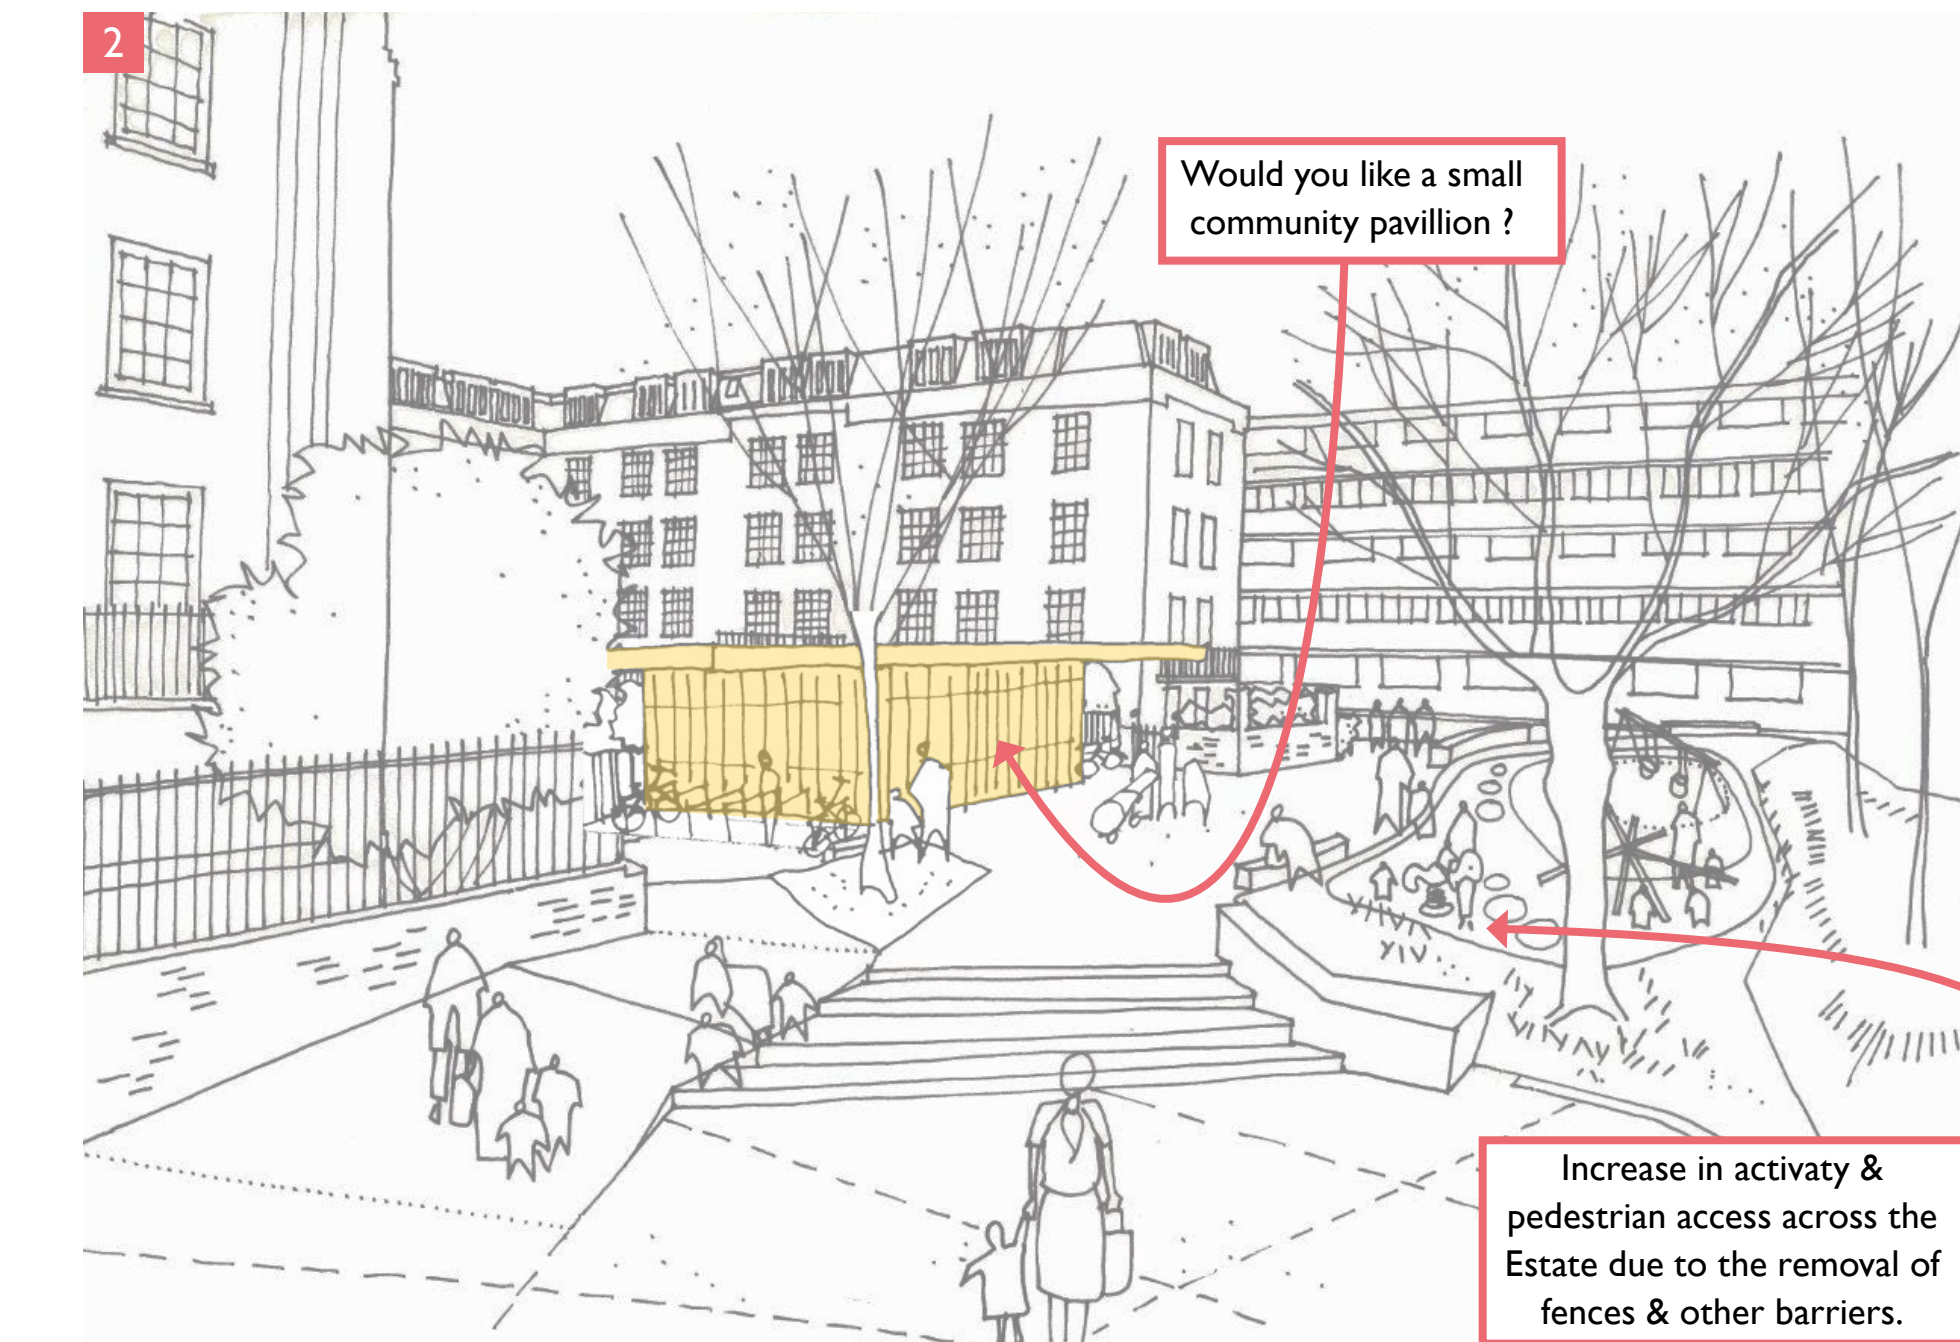 2
Would you like a small
community pavillion ?
Increase in activaty &
pedestrian access across the
Estate due to the removal of
fences & other barriers.